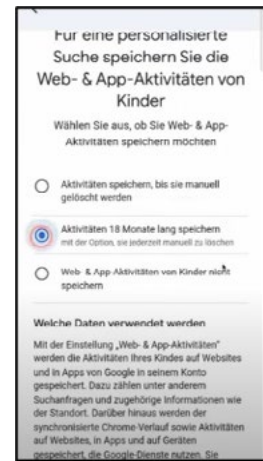 Für eine personalisierte
Suche speichern Sie die
Web- & App-Aktivitäten von
Kinder
Wählen Sie aus, ob Sie Web- & App-
Aktivitäten speichern möchten
Aktivitäten speichern, bis sie manuell
gelöscht werden
Aktivitäten 18 Monate lang speichern
mit der Option, sie jederzeit manuell zu löschen
Web- & App-Aktivitäten von Kinder nicht
speichern
Welche Daten verwendet werden
Mit der Einstellung „Web- & App-Aktivitäten"
werden die Aktivitäten Ihres Kindes auf Websites
und in Apps von Google in seinem Konto
gespeichert. Dazu zählen unter anderem
Suchanfragen und zugehörige Informationen wie
der Standort. Darüber hinaus werden der
synchronisierte Chrome-Verlauf sowie Aktivitäten
auf Websites, in Apps und auf Geräten
gespeichert, die Google-Dienste nutzen. Sie